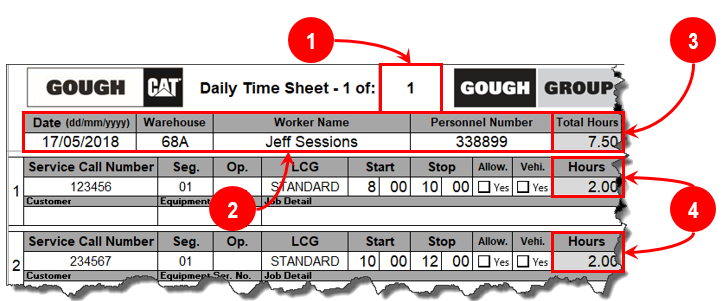 1
3
GOUGH CAT Daily Time Sheet - 1 of: 1 GOUGH GROUP
Date (dd/mm/yyyy) Warehouse Worker Name Personnel Number Total Hours
17/05/2018 68A Jeff Sessions 338899 7.50
Service Call Number Seg. Op. LCG Start Stop Allow. Vehi. Hours
1 123456 01 STANDARD 8 00 10 00 Yes Yes 2.00
Customer Equipment Job Detail
2
4
Service Call Number Seg. Op. LCG Start Stop Allow. Vehi. Hours
2 234567 01 STANDARD 10 00 12 00 Yes Yes 2.00
Customer Equipment Ser. No. Job Detail